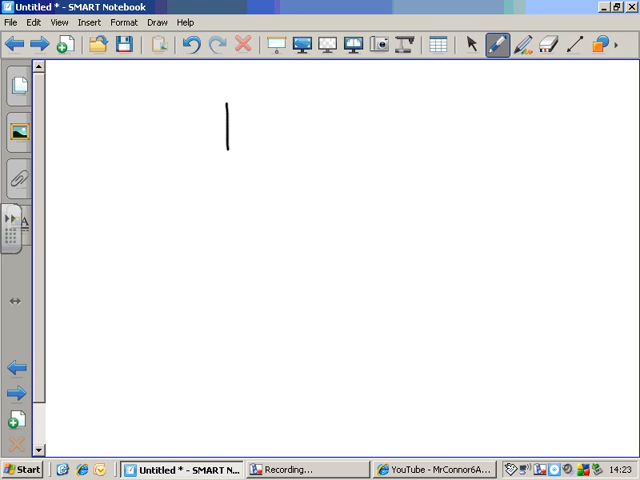 Untitled * - SMART Notebook
File Edit View Insert Format Draw Help
A
Start
Untitled * - SMART N...
Recording...
YouTube - MrConnor6A...
14:23